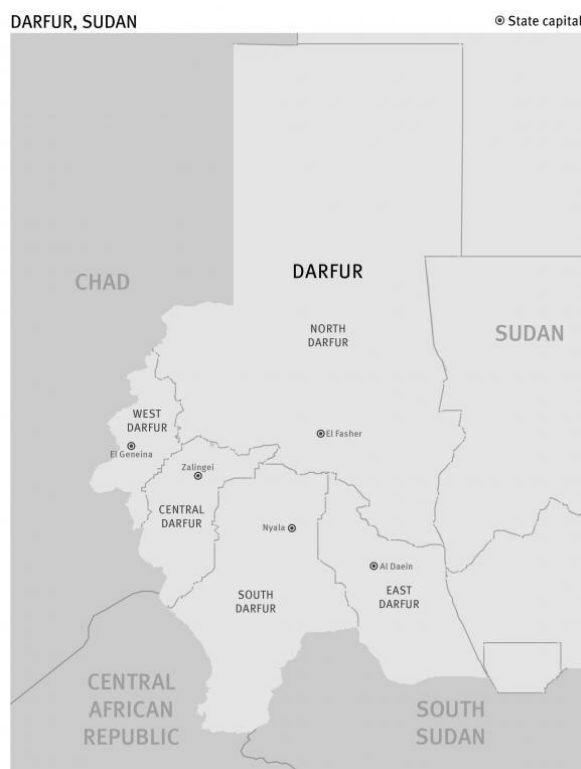 DARFUR, SUDAN
State capital
DARFUR
CHAD
NORTH
DARFUR
SUDAN
WEST
DARFUR
El Fasher
El Geneina
Zalingei
CENTRAL
DARFUR
Nyala
Al Daein
SOUTH
DARFUR
EAST
DARFUR
CENTRAL
AFRICAN
REPUBLIC
SOUTH
SUDAN